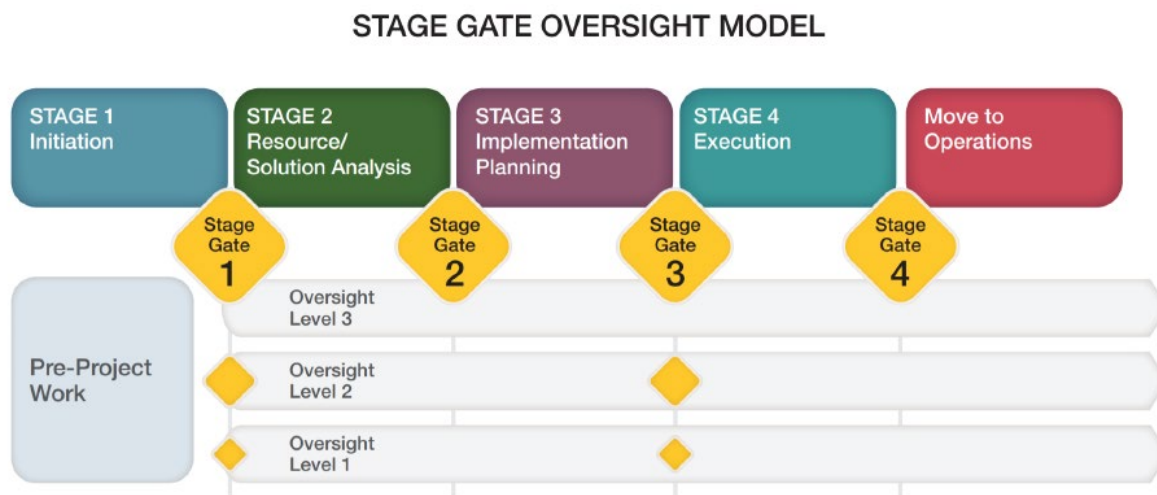 STAGE GATE OVERSIGHT MODEL
STAGE 1
Initiation
STAGE 2
Resource/
Solution Analysis
STAGE 3
Implementation
Planning
STAGE 4
Execution
Move to
Operations
Stage
Gate
1
Stage
Gate
2
Stage
Gate
3
Stage
Gate
4
Pre-Project
Work
Oversight
Level 3
Oversight
Level 2
Oversight
Level 1